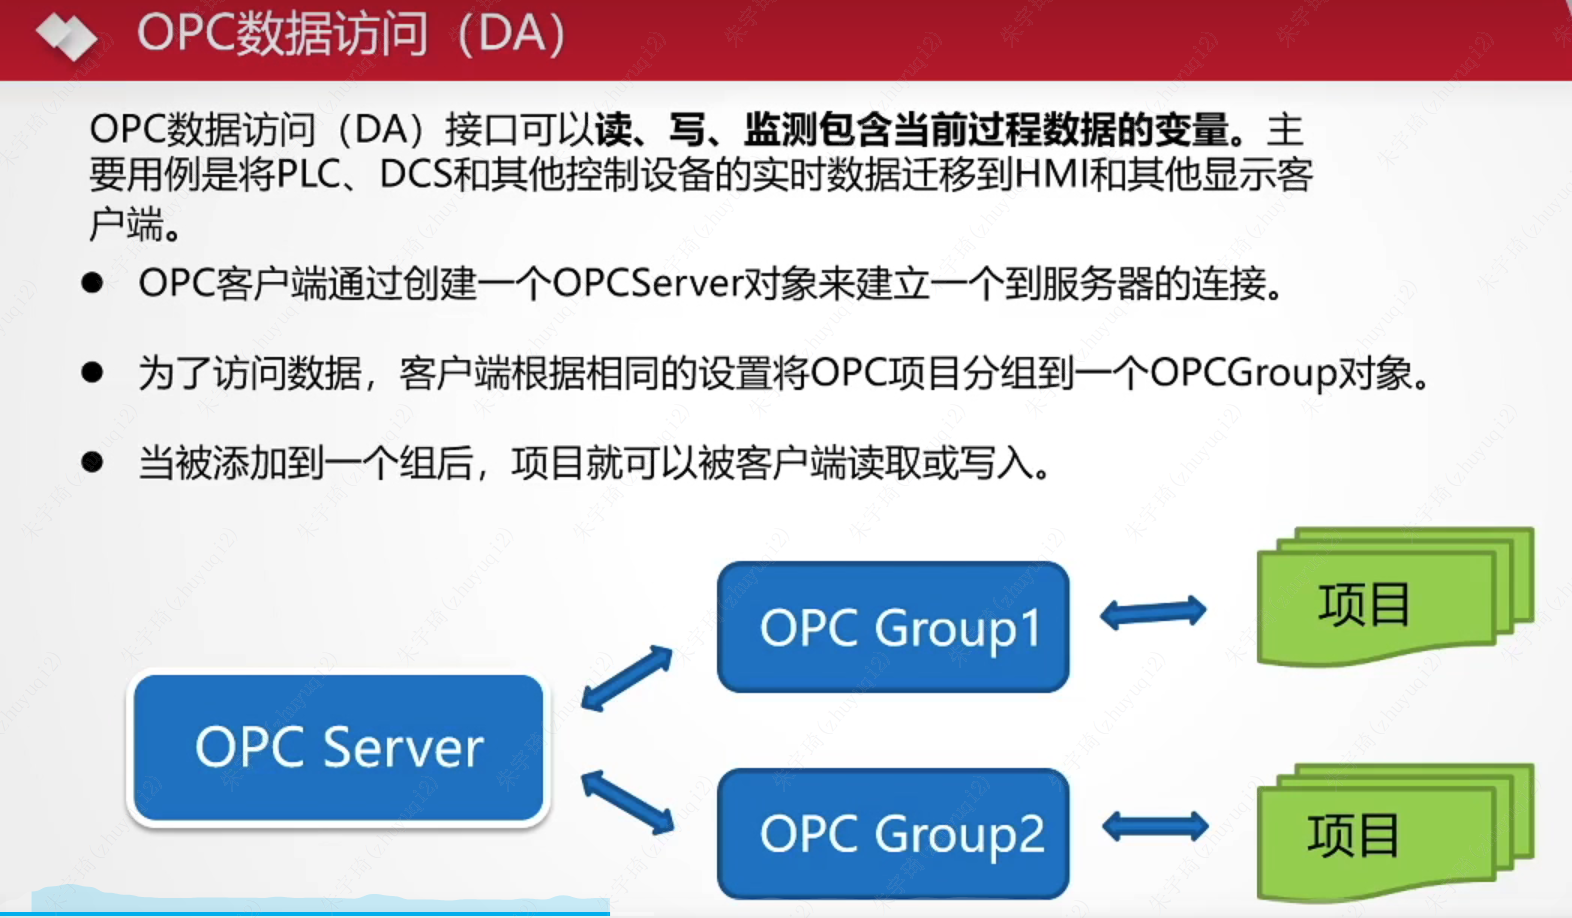 OPC数据访问（DA）
OPC数据访问（DA）接口可以读、写、监测包含当前过程数据的变量。主
要用例是将PLC、DCS和其他控制设备的实时数据迁移到HMI和其他显示客
户端。
● OPC客户端通过创建一个OPCServer对象来建立一个到服务器的连接。
● 为了访问数据，客户端根据相同的设置将OPC项目分组到一个OPCGroup对象。
● 当被添加到一个组后，项目就可以被客户端读取或写入。
OPC Group1
项目
OPC Server
OPC Group2
项目
朱宇琦(zhuyuqi2)